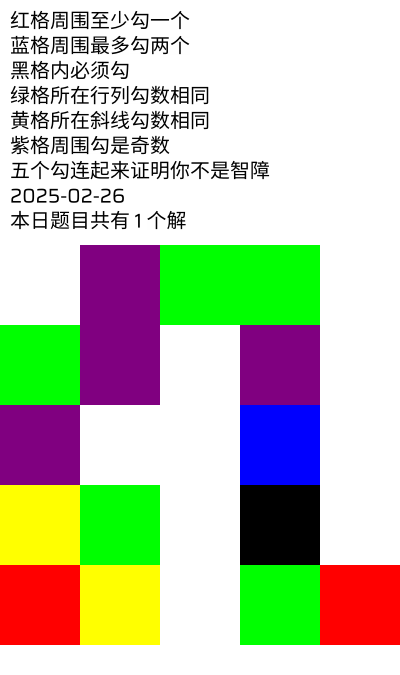 红格周围至少勾一个
蓝格周围最多勾两个
黑格内必须勾
绿格所在行列勾数相同
黄格所在斜线勾数相同
紫格周围勾是奇数
五个勾连起来证明你不是智障
2025-02-26
本日题目共有1个解